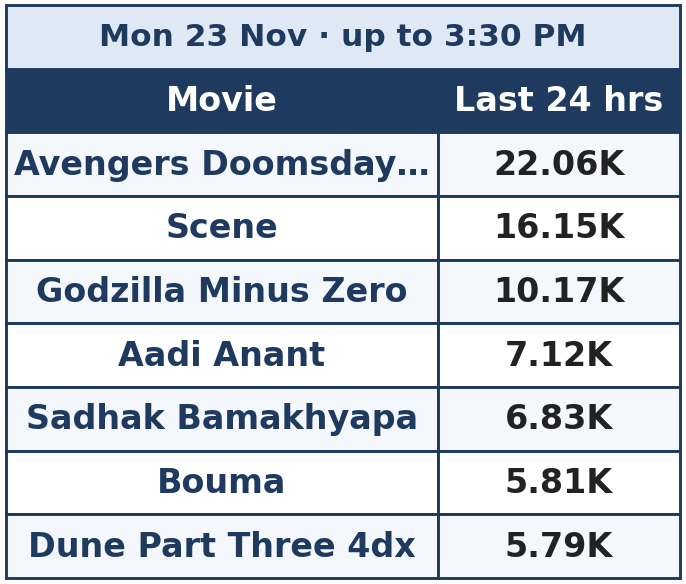 Mon 23 Nov · up to 3:30 PM
Movie Last 24 hrs
Avengers Doomsday... 22.06K
Scene 16.15K
Godzilla Minus Zero 10.17K
Aadi Anant 7.12K
Sadhak Bamakhyapa 6.83K
Bouma 5.81K
Dune Part Three 4dx 5.79K